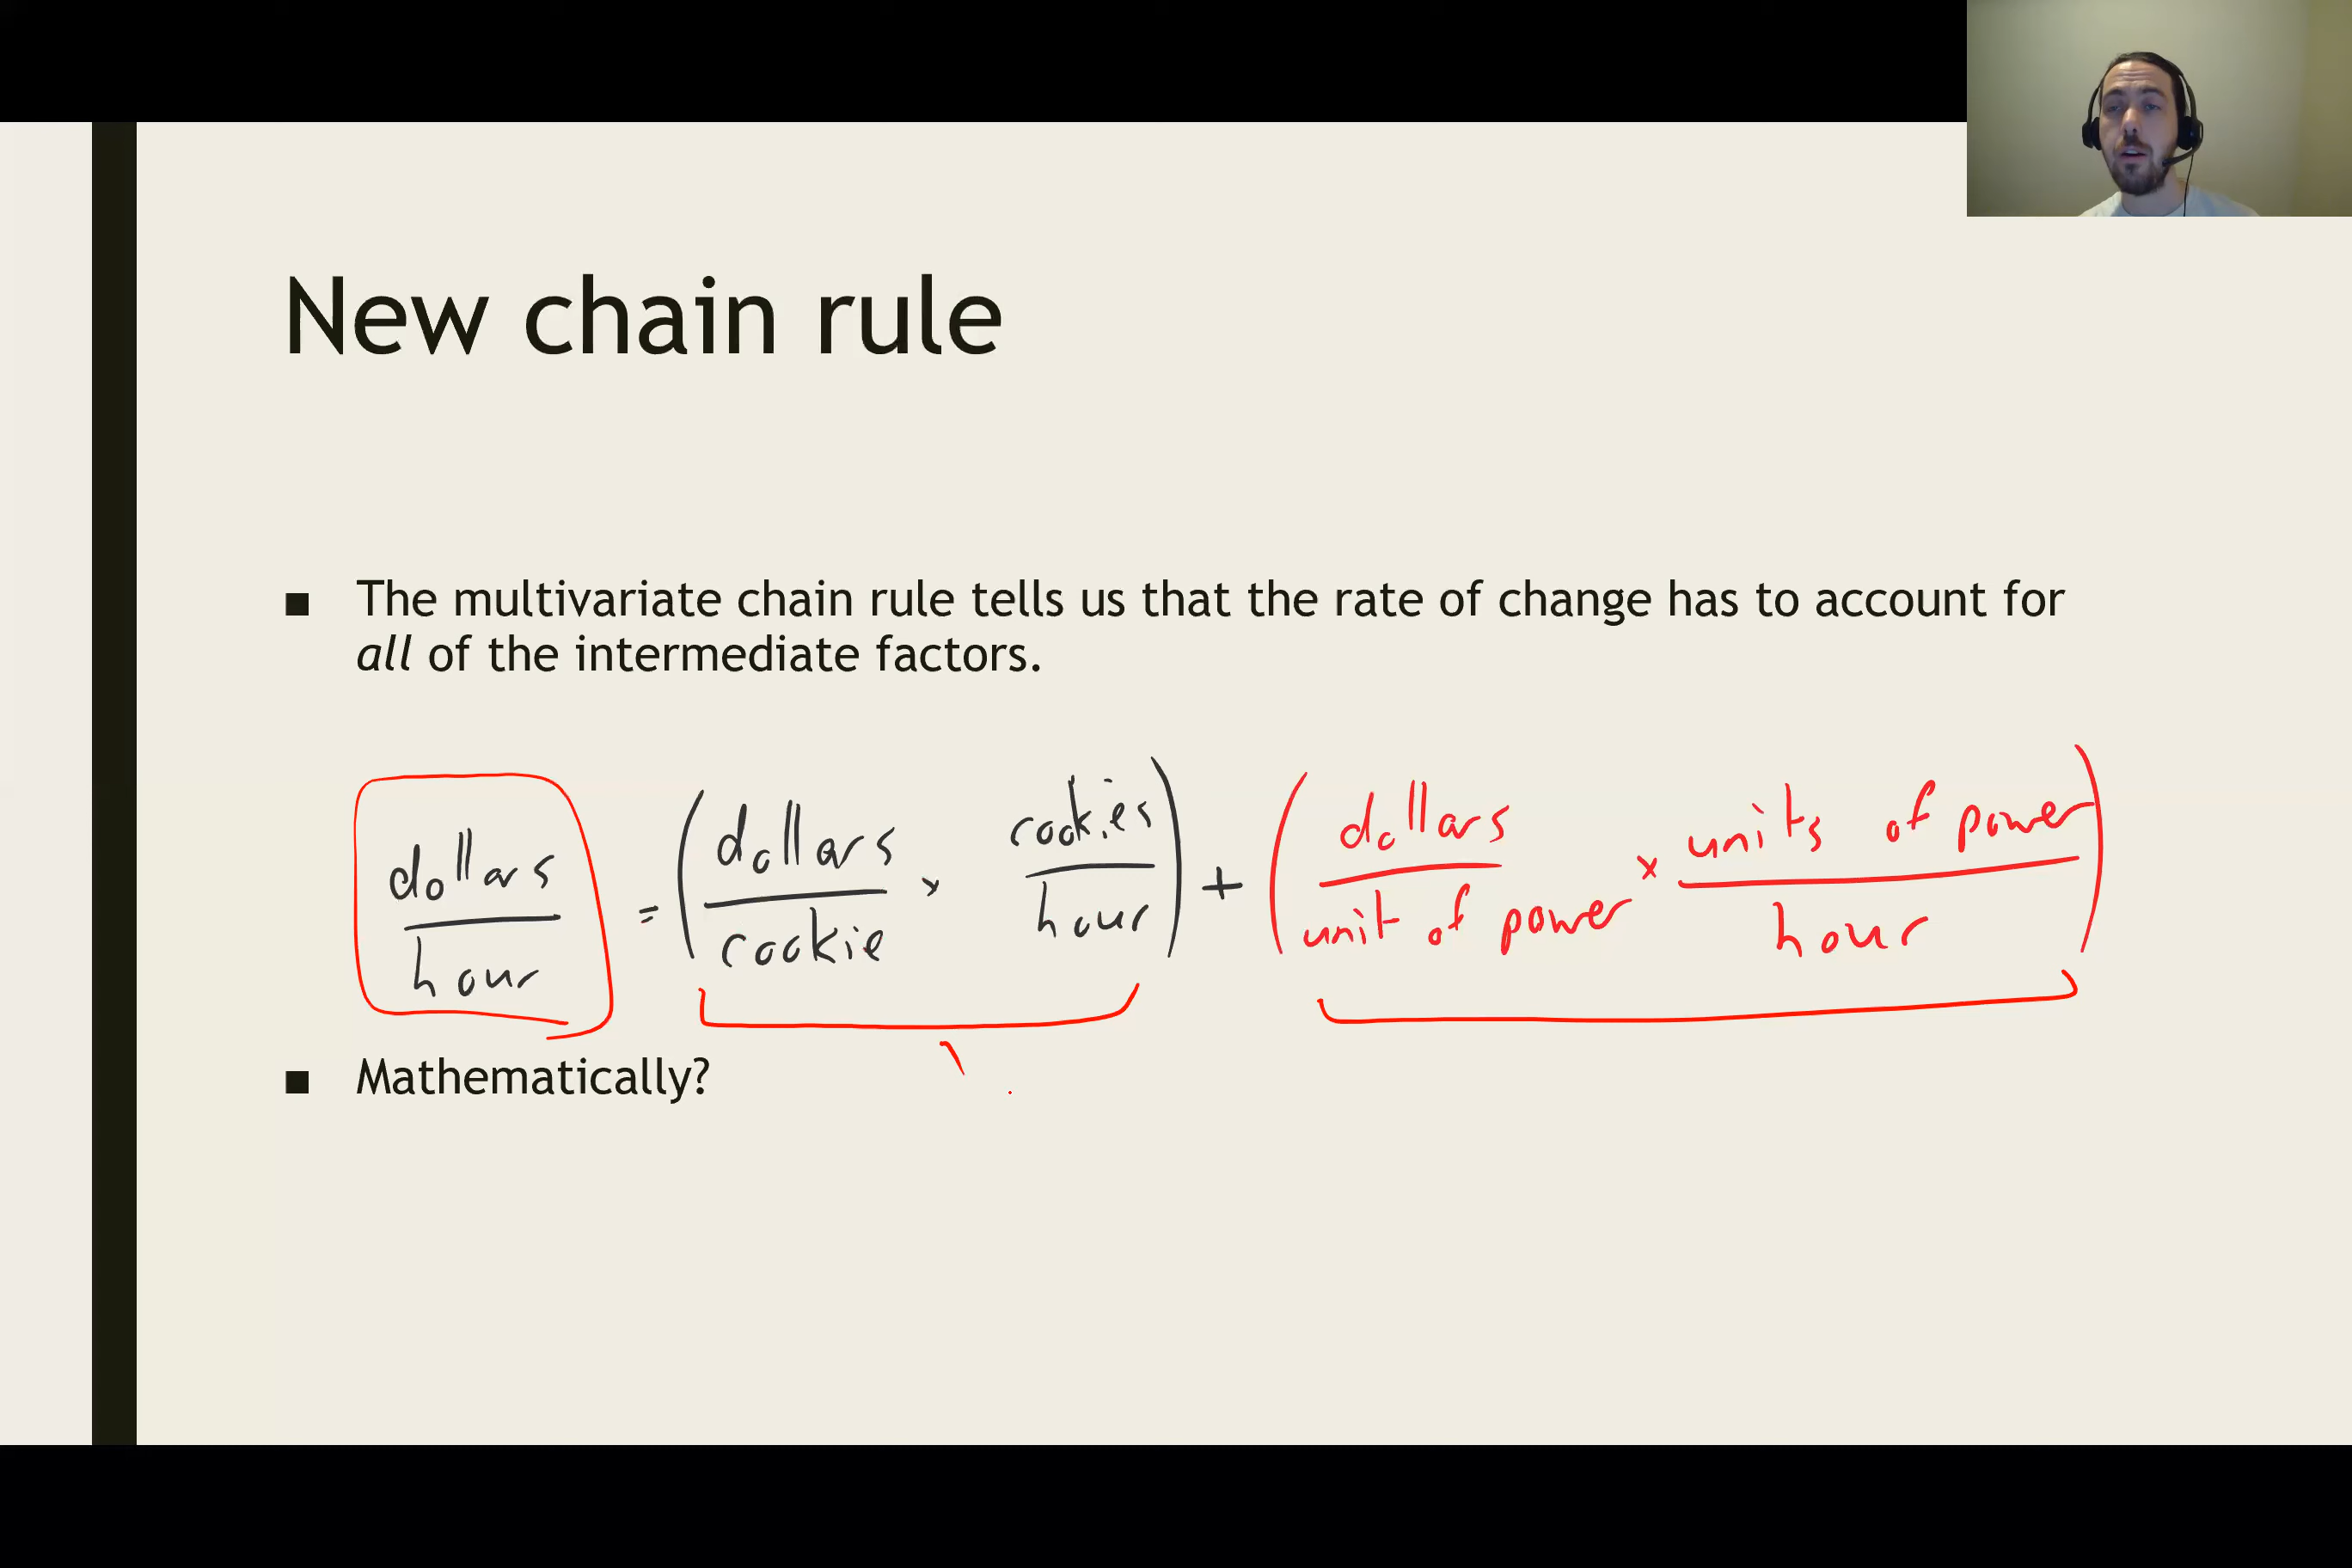 New chain rule
■ The multivariate chain rule tells us that the rate of change has to account for
all of the intermediate factors.
dollars/hour = (dollars/cookie × cookies/hour) + (dollars/unit of power × units of power/hour)
■ Mathematically?